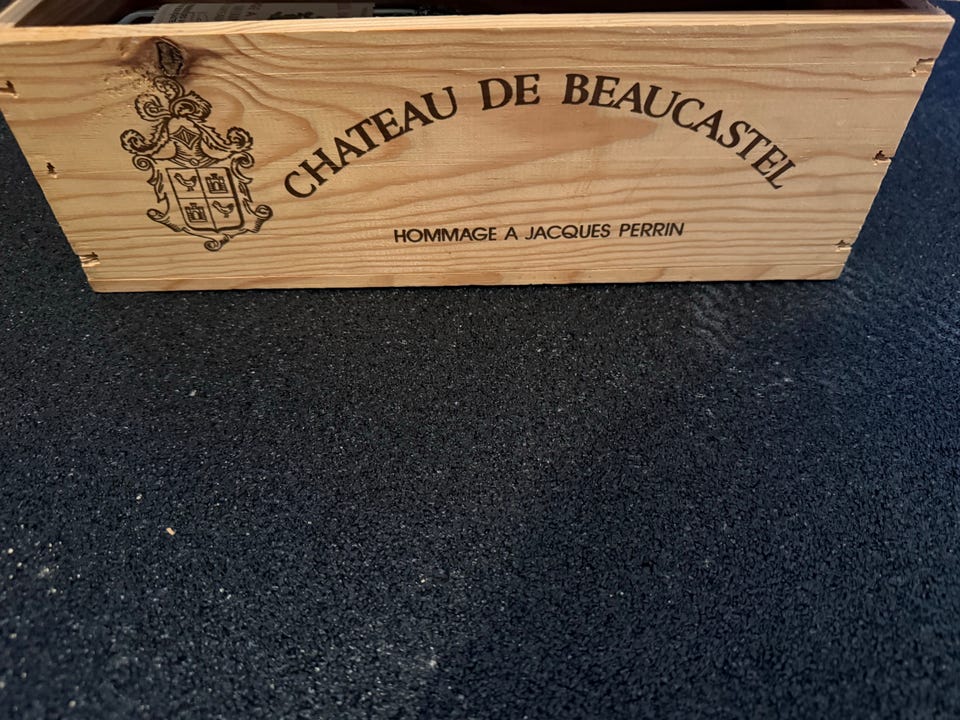 CHATEAU DE BEAUCASTEL
HOMMAGE A JACQUES PERRIN